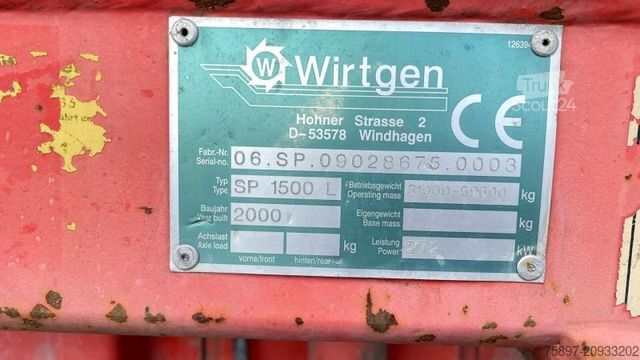 126394
W Wirtgen
Hohner Strasse 2
D-53578 Windhagen
CE
Fabr.-Nr.
Serial-no.
06.SP.09028675.0003
Typ
Type
SP 1500 L
Betriebsgewicht
Operating mass
31000-50600 kg
Baujahr
Year built
2000
Eigengewicht
Base mass
kg
Achslast
Axle load
kg
vorne/front
hinten/rear
Leistung
Power
272 kW
Truck
Scout24
75897-20933202